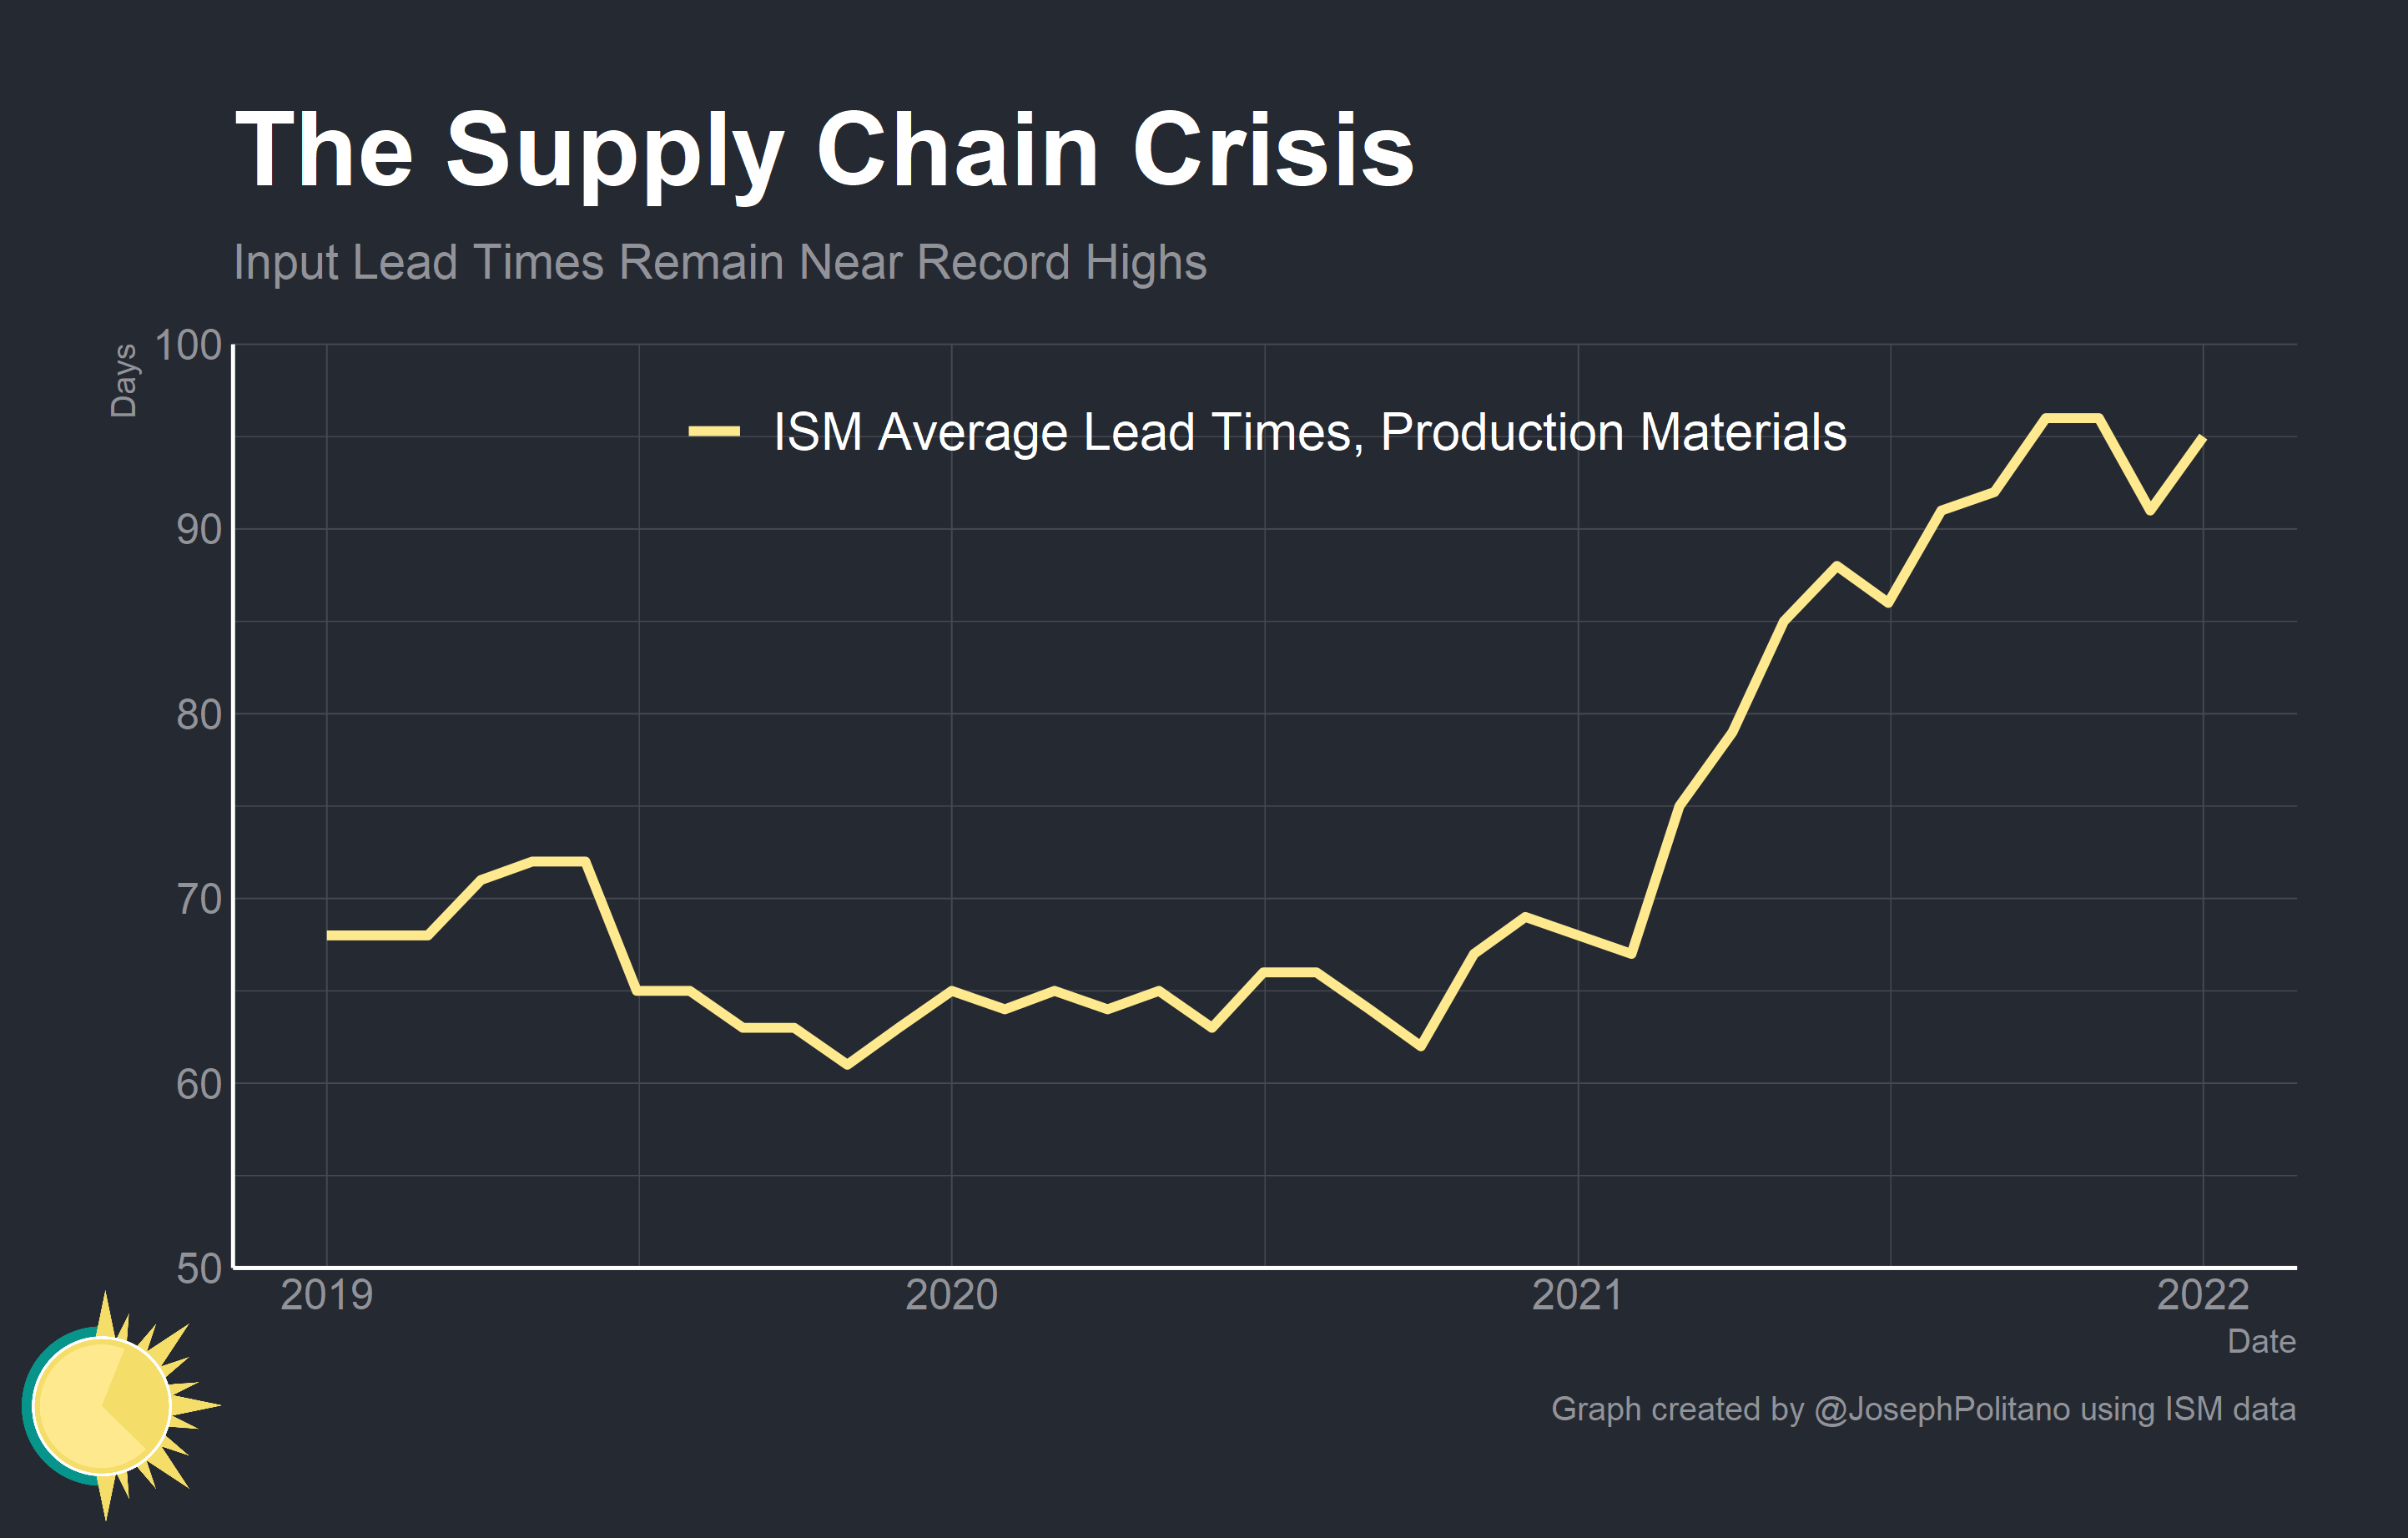 The Supply Chain Crisis
Input Lead Times Remain Near Record Highs
Days
100
ISM Average Lead Times, Production Materials
90
80
70
60
50
2019 2020 2021 2022
Date
Graph created by @JosephPolitano using ISM data